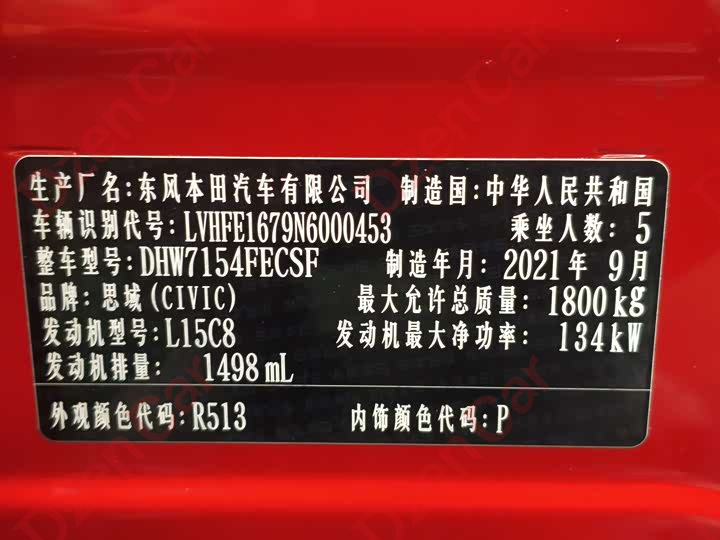 生产厂名:东风本田汽车有限公司 制造国:中华人民共和国
车辆识别代号: LVHFE1679N6000453 乘坐人数: 5
整车型号: DHW7154FECSF 制造年月: 2021年 9月
品牌: 思域(CIVIC) 最大允许总质量: 1800kg
发动机型号: L15C8 发动机最大净功率: 134kW
发动机排量: 1498mL
外观颜色代码: R513 内饰颜色代码: P
DzenCar